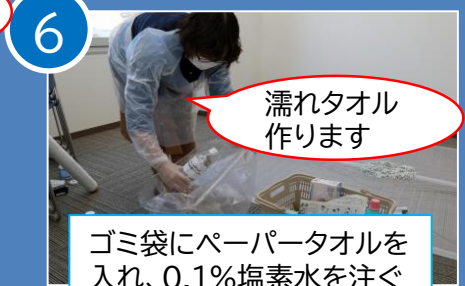 6
濡れタオル
作ります
ゴミ袋にペーパータオルを
入れ、0.1%塩素水を注ぐ